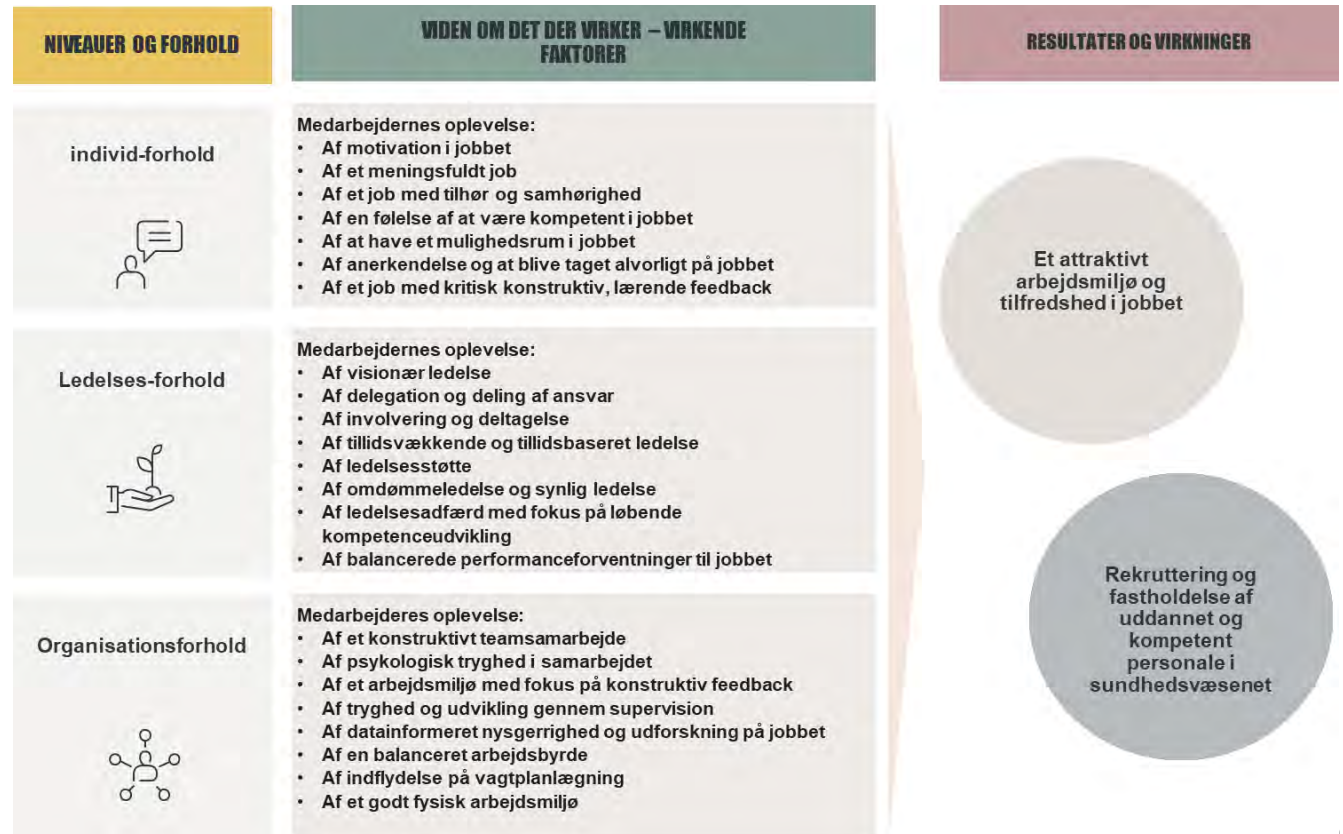 NIVEAUER OG FORHOLD
VIDEN OM DET DER VIRKER – VIRKENDE
FAKTORER
RESULTATER OG VIRKNINGER
individ-forhold
Medarbejdernes oplevelse:
• Af motivation i jobbet
• Af et meningsfuldt job
• Af et job med tilhør og samhørighed
• Af en følelse af at være kompetent i jobbet
• Af at have et mulighedsrum i jobbet
• Af anerkendelse og at blive taget alvorligt på jobbet
• Af et job med kritisk konstruktiv, lærende feedback
Ledelses-forhold
Medarbejdernes oplevelse:
• Af visionær ledelse
• Af delegation og deling af ansvar
• Af involvering og deltagelse
• Af tillidsvækkende og tillidsbaseret ledelse
• Af ledelsesstøtte
• Af omdømmeledelse og synlig ledelse
• Af ledelsesadfærd med fokus på løbende
kompetenceudvikling
• Af balancerede performanceforventninger til jobbet
Organisationsforhold
Medarbejderes oplevelse:
• Af et konstruktivt teamsamarbejde
• Af psykologisk tryghed i samarbejdet
• Af et arbejdsmiljø med fokus på konstruktiv feedback
• Af tryghed og udvikling gennem supervision
• Af datainformeret nysgerrighed og udforskning på jobbet
• Af en balanceret arbejdsbyrde
• Af indflydelse på vagtplanlægning
• Af et godt fysisk arbejdsmiljø
Et attraktivt
arbejdsmiljø og
tilfredshed i jobbet
Rekruttering og
fastholdelse af
uddannet og
kompetent
personale i
sundhedsvæsenet